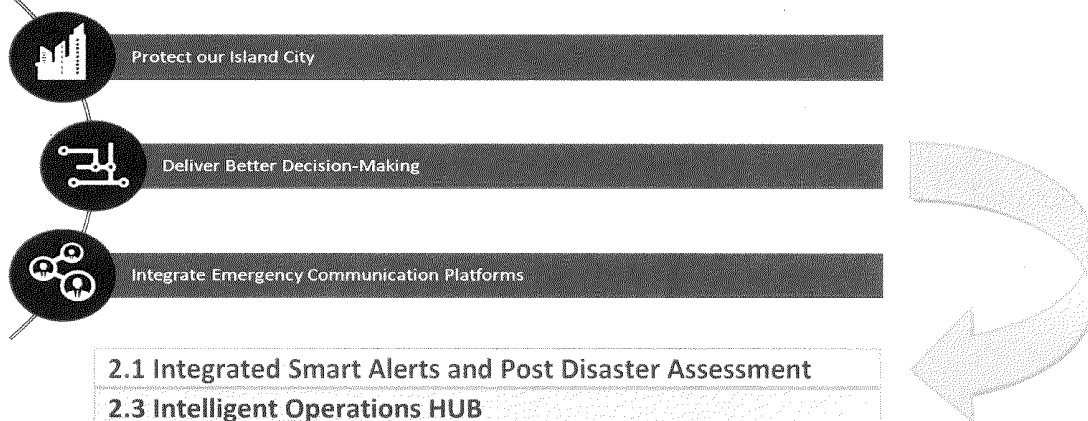 Protect our Island City
Deliver Better Decision-Making
Integrate Emergency Communication Platforms
2.1 Integrated Smart Alerts and Post Disaster Assessment
2.3 Intelligent Operations HUB